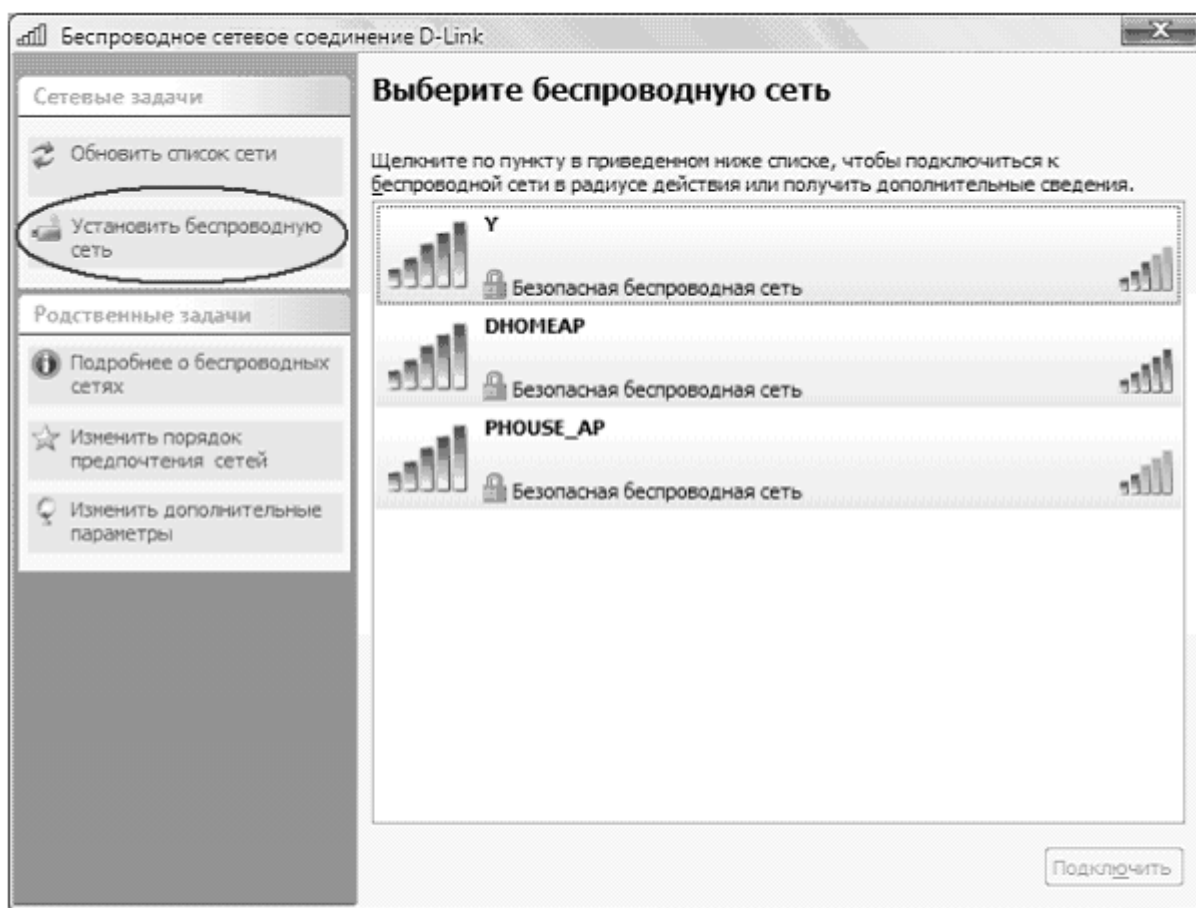 Беспроводное сетевое соединение D-Link
Сетевые задачи
Обновить список сети
Установить беспроводную
сеть
Родственные задачи
Подробнее о беспроводных
сетях
Изменить порядок
предпочтения сетей
Изменить дополнительные
параметры
Выберите беспроводную сеть
Щелкните по пункту в приведенном ниже списке, чтобы подключиться к
беспроводной сети в радиусе действия или получить дополнительные сведения.
Y
Безопасная беспроводная сеть
DHOMEAP
Безопасная беспроводная сеть
PHOUSE_AP
Безопасная беспроводная сеть
Подключить